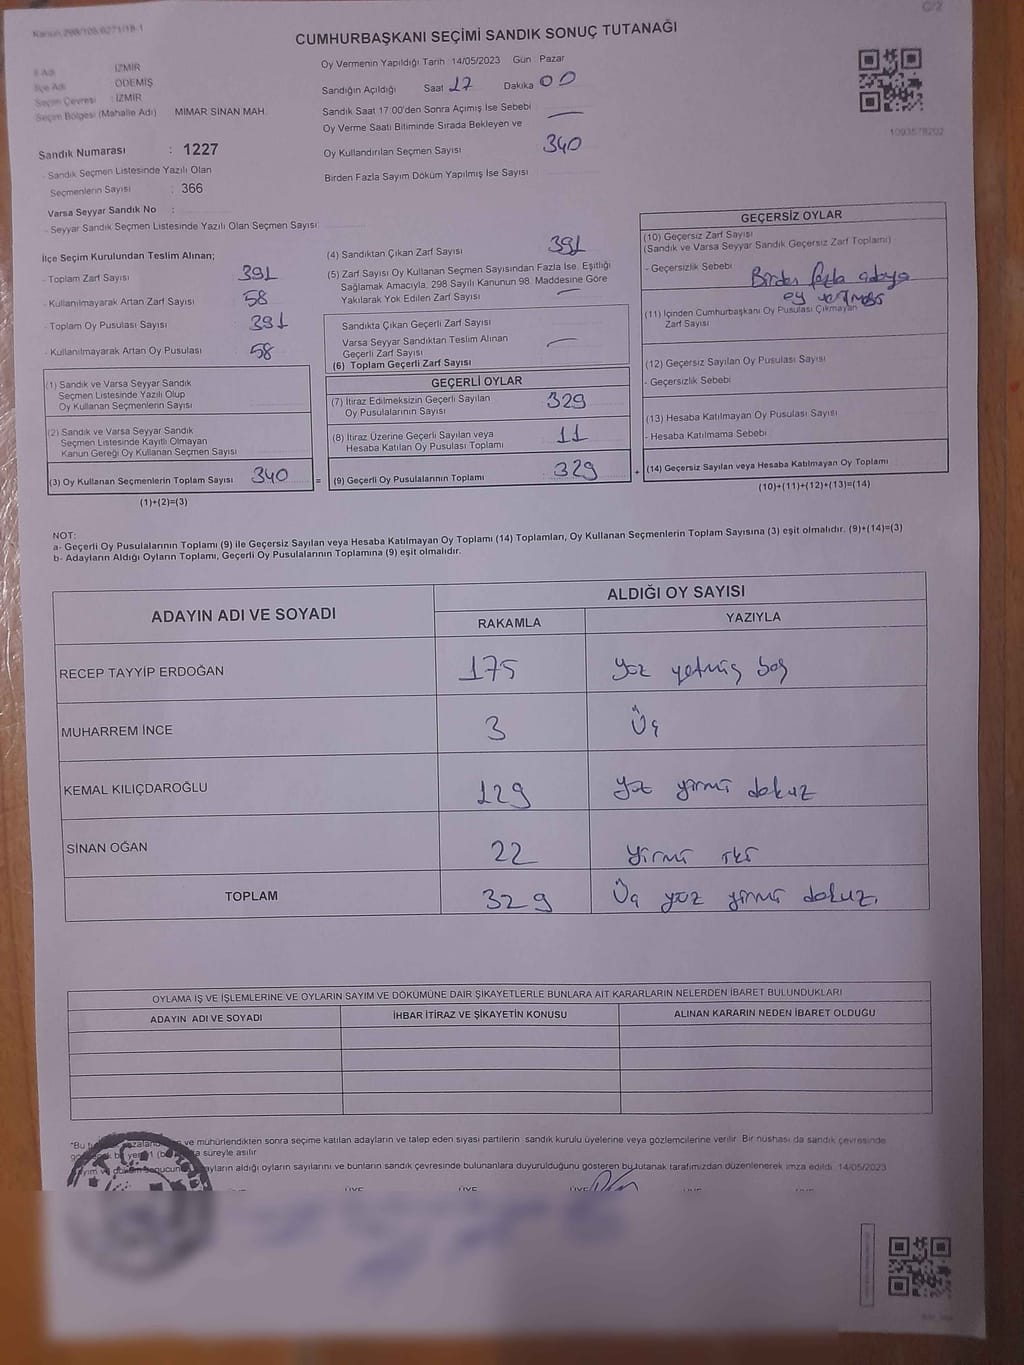 Kanun 298/105/6271/18-1
C/2
CUMHURBAŞKANI SEÇİMİ SANDIK SONUÇ TUTANAĞI
İl Adı : İZMİR
İlçe Adı : ÖDEMİŞ
Seçim Çevresi : İZMİR
Seçim Bölgesi (Mahalle Adı) MİMAR SİNAN MAH.
Sandık Numarası : 1227
- Sandık Seçmen Listesinde Yazılı Olan
Seçmenlerin Sayısı : 366
Varsa Seyyar Sandık No :
- Seyyar Sandık Seçmen Listesinde Yazılı Olan Seçmen Sayısı:
Oy Vermenin Yapıldığı Tarih 14/05/2023 Gün Pazar
Sandığın Açıldığı Saat 17 Dakika 00
Sandık Saat 17:00'den Sonra Açımış İse Sebebi
Oy Verme Saati Bitiminde Sırada Bekleyen ve —
Oy Kullandırılan Seçmen Sayısı 340
Birden Fazla Sayım Döküm Yapılmış İse Sayısı
1093578202
İlçe Seçim Kurulundan Teslim Alınan;
- Toplam Zarf Sayısı 391
- Kullanılmayarak Artan Zarf Sayısı 58
- Toplam Oy Pusulası Sayısı 391
- Kullanılmayarak Artan Oy Pusulası 58
(1) Sandık ve Varsa Seyyar Sandık
Seçmen Listesinde Yazılı Olup
Oy Kullanan Seçmenlerin Sayısı
(2) Sandık ve Varsa Seyyar Sandık
Seçmen Listesinde Kayıtlı Olmayan
Kanun Gereği Oy Kullanan Seçmen Sayısı
(3) Oy Kullanan Seçmenlerin Toplam Sayısı 340 =
(1)+(2)=(3)
(4) Sandıktan Çıkan Zarf Sayısı 391
(5) Zarf Sayısı Oy Kullanan Seçmen Sayısından Fazla İse, Eşitliği
Sağlamak Amacıyla, 298 Sayılı Kanunun 98. Maddesine Göre
Yakılarak Yok Edilen Zarf Sayısı —
Sandıkta Çıkan Geçerli Zarf Sayısı
Varsa Seyyar Sandıktan Teslim Alınan
Geçerli Zarf Sayısı —
(6) Toplam Geçerli Zarf Sayısı
GEÇERLİ OYLAR
(7) İtiraz Edilmeksizin Geçerli Sayılan
Oy Pusulalarının Sayısı 329
(8) İtiraz Üzerine Geçerli Sayılan veya
Hesaba Katılan Oy Pusulası Toplamı 11
(9) Geçerli Oy Pusulalarının Toplamı 329 +
GEÇERSİZ OYLAR
(10) Geçersiz Zarf Sayısı
(Sandık ve Varsa Seyyar Sandık Geçersiz Zarf Toplamı)
- Geçersizlik Sebebi Birden fazla adaya
oy verilmesi
(11) İçinden Cumhurbaşkanı Oy Pusulası Çıkmayan
Zarf Sayısı
(12) Geçersiz Sayılan Oy Pusulası Sayısı
- Geçersizlik Sebebi
(13) Hesaba Katılmayan Oy Pusulası Sayısı
- Hesaba Katılmama Sebebi
(14) Geçersiz Sayılan veya Hesaba Katılmayan Oy Toplamı
(10)+(11)+(12)+(13)=(14)
NOT:
a- Geçerli Oy Pusulalarının Toplamı (9) ile Geçersiz Sayılan veya Hesaba Katılmayan Oy Toplamı (14) Toplamları, Oy Kullanan Seçmenlerin Toplam Sayısına (3) eşit olmalıdır. (9)+(14)=(3)
b- Adayların Aldığı Oyların Toplamı, Geçerli Oy Pusulalarının Toplamına (9) eşit olmalıdır.
ADAYIN ADI VE SOYADI ALDIĞI OY SAYISI
RAKAMLA YAZIYLA
RECEP TAYYİP ERDOĞAN 175 yüz yetmiş beş
MUHARREM İNCE 3 Üç
KEMAL KILIÇDAROĞLU 129 yüz yirmi dokuz
SİNAN OĞAN 22 yirmi iki
TOPLAM 329 Üç yüz yirmi dokuz.
OYLAMA İŞ VE İŞLEMLERİNE VE OYLARIN SAYIM VE DÖKÜMÜNE DAİR ŞİKAYETLERLE BUNLARA AİT KARARLARIN NELERDEN İBARET BULUNDUKLARI
ADAYIN ADI VE SOYADI İHBAR İTİRAZ VE ŞİKAYETİN KONUSU ALINAN KARARIN NEDEN İBARET OLDUĞU
ve mühürlendikten sonra seçime katılan adayların ve talep eden siyasi partilerin sandık kurulu üyelerine veya gözlemcilerine verilir. Bir nüshası da sandık çevresinde
süreyle asılır
adayların aldığı oyların sayılarını ve bunların sandık çevresinde bulunanlara duyurulduğunu gösteren bu tutanak tarafımızdan düzenlenerek imza edildi. 14/05/2023
ÜYE ÜYE ÜYE